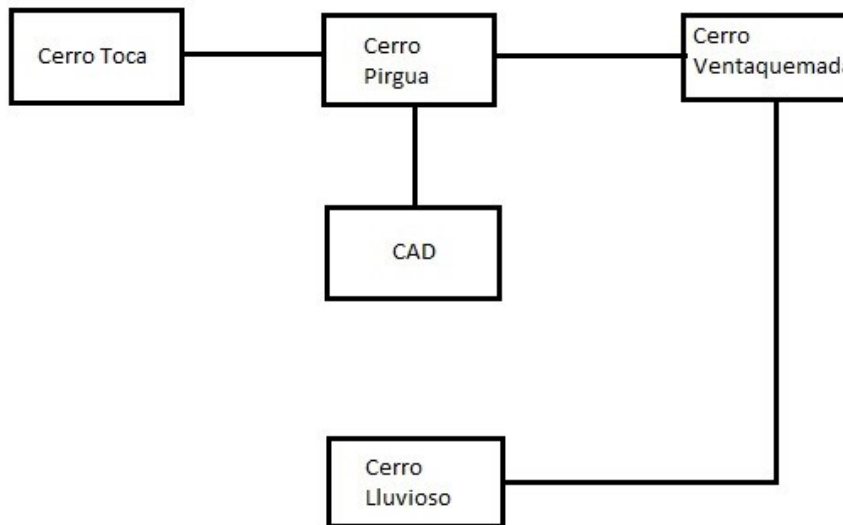 Cerro Toca
Cerro
Pirgua
Cerro
Ventaquemada
CAD
Cerro
Lluvioso